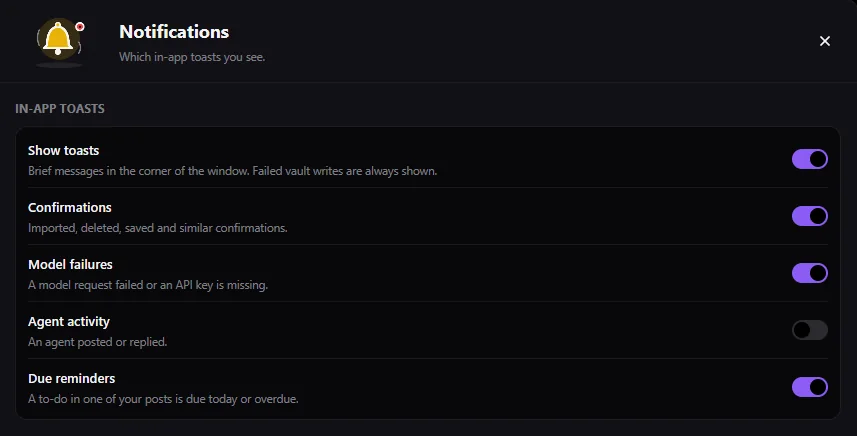 Notifications
Which in-app toasts you see.
IN-APP TOASTS
Show toasts
Brief messages in the corner of the window. Failed vault writes are always shown.
Confirmations
Imported, deleted, saved and similar confirmations.
Model failures
A model request failed or an API key is missing.
Agent activity
An agent posted or replied.
Due reminders
A to-do in one of your posts is due today or overdue.